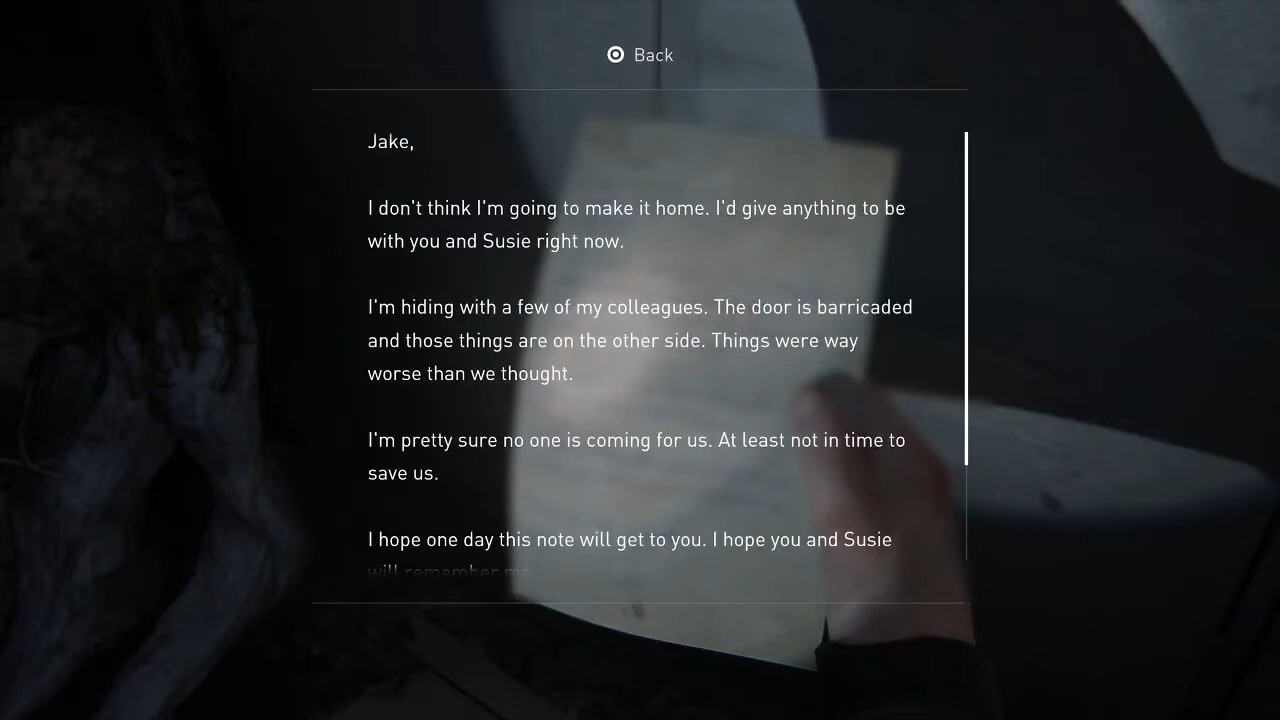 Back
Jake,
I don't think I'm going to make it home. I'd give anything to be
with you and Susie right now.
I'm hiding with a few of my colleagues. The door is barricaded
and those things are on the other side. Things were way
worse than we thought.
I'm pretty sure no one is coming for us. At least not in time to
save us.
I hope one day this note will get to you. I hope you and Susie
will remember me